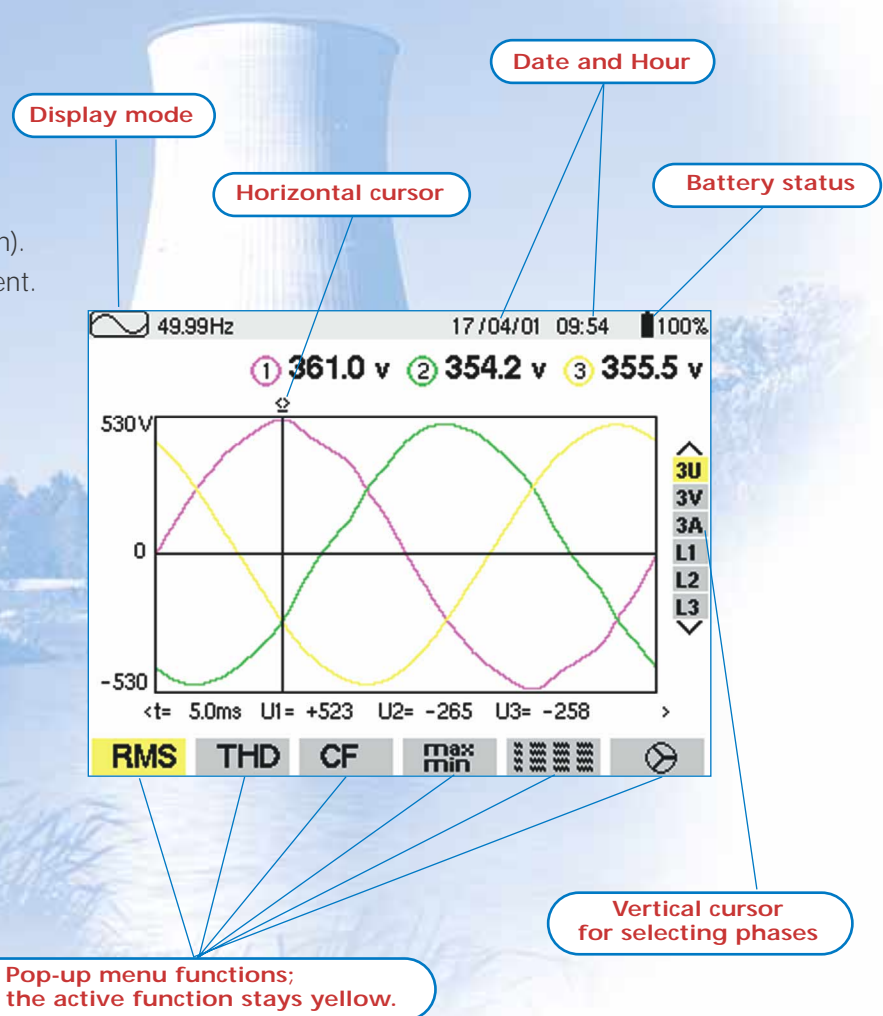 Date and Hour
Display mode
Battery status
Horizontal cursor
n).
ent.
49.99Hz 17/04/01 09:54 100%
1 361.0 v 2 354.2 v 3 355.5 v
530V
3U
3V
3A
0
L1
L2
L3
-530
<t= 5.0ms U1= +523 U2= -265 U3= -258 >
RMS THD CF max min
Vertical cursor
for selecting phases
Pop-up menu functions;
the active function stays yellow.